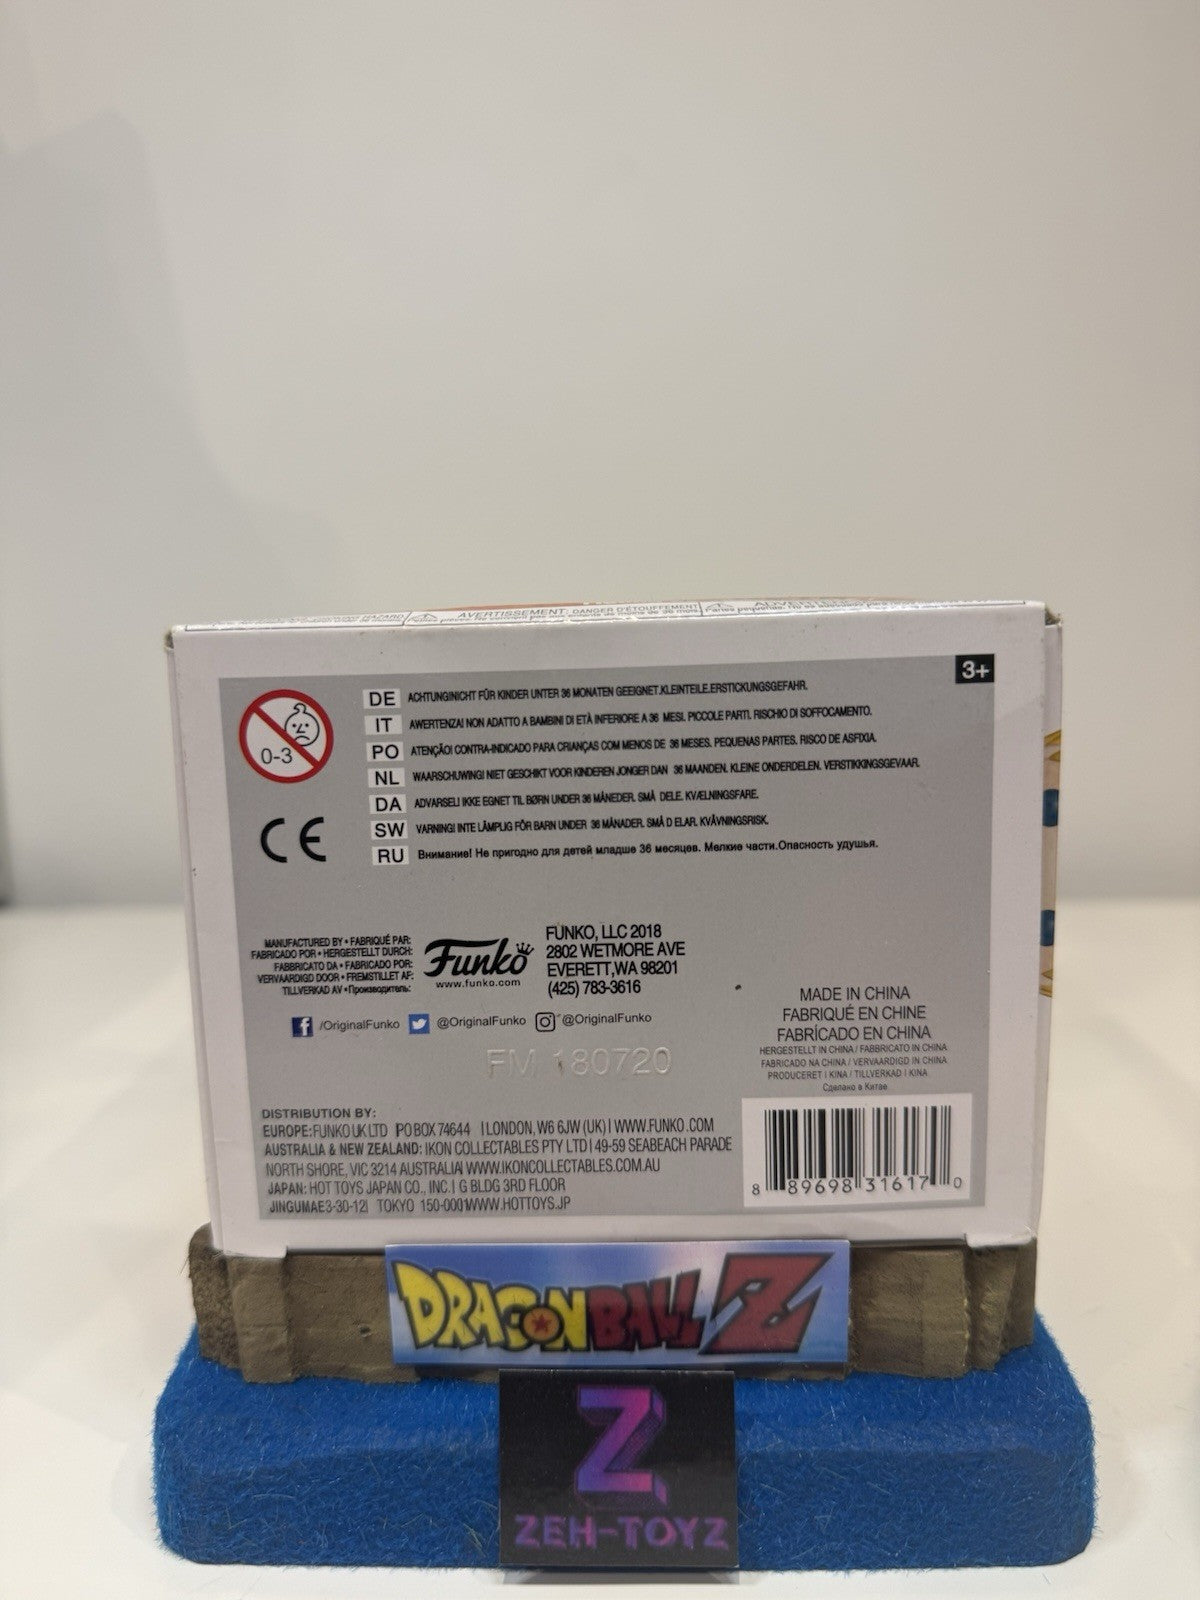 AVERTISSEMENT: DANGER D'ÉTOUFFEMENT
3+
0-3
DE ACHTUNG!NICHT FÜR KINDER UNTER 36 MONATEN GEEIGNET.KLEINTEILE.ERSTICKUNGSGEFAHR.
IT AWERTENZA! NON ADATTO A BAMBINI DI ETÀ INFERIORE A 36 MESI. PICCOLE PARTI. RISCHIO DI SOFFOCAMENTO.
PO ATENÇÃO! CONTRA-INDICADO PARA CRIANÇAS COM MENOS DE 36 MESES. PEQUENAS PARTES. RISCO DE ASFIXIA.
NL WAARSCHUWING! NIET GESCHIKT VOOR KINDEREN JONGER DAN 36 MAANDEN. KLEINE ONDERDELEN. VERSTIKKINGSGEVAAR.
DA ADVARSEL! IKKE EGNET TIL BØRN UNDER 36 MÅNEDER. SMÅ DELE. KVÆLNINGSFARE.
SW VARNING! INTE LÄMPLIG FÖR BARN UNDER 36 MÅNADER. SMÅ D ELAR. KVÄVNINGSRISK.
RU Внимание! Не пригодно для детей младше 36 месяцев. Мелкие части.Опасность удушья.
CE
MANUFACTURED BY • FABRIQUÉ PAR:
FABRICADO POR • HERGESTELLT DURCH:
FABBRICATO DA • FABRICADO POR:
VERVAARDIGD DOOR • FREMSTILLET AF:
TILLVERKAD AV •Производитель:
Funko
www.funko.com
FUNKO, LLC 2018
2802 WETMORE AVE
EVERETT,WA 98201
(425) 783-3616
/OriginalFunko @OriginalFunko @OriginalFunko
FM 180720
MADE IN CHINA
FABRIQUÉ EN CHINE
FABRÍCADO EN CHINA
HERGESTELLT IN CHINA / FABBRICATO IN CHINA
FABRICADO NA CHINA / VERVAARDIGD IN CHINA
PRODUCERET I KINA / TILLVERKAD I KINA
Сделано в Китае
DISTRIBUTION BY:
EUROPE: FUNKO UK LTD PO BOX 74644 | LONDON, W6 6JW (UK) | WWW.FUNKO.COM
AUSTRALIA & NEW ZEALAND: IKON COLLECTABLES PTY LTD | 49-59 SEABEACH PARADE
NORTH SHORE, VIC 3214 AUSTRALIA| WWW.IKONCOLLECTABLES.COM.AU
JAPAN: HOT TOYS JAPAN CO., INC. | G BLDG 3RD FLOOR
JINGUMAE3-30-12| TOKYO 150-0001WWW.HOTTOYS.JP
8 89698 31617 0
DRAGON BALL Z
Z
ZEH-TOYZ